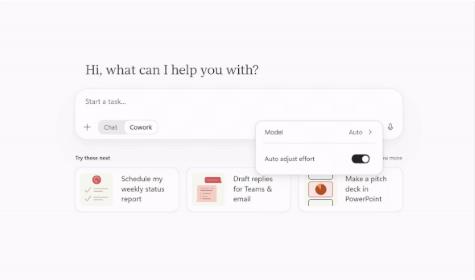 Hi, what can I help you with?
Start a task...
Chat Cowork
Model Auto
Auto adjust effort
Try these next
more
Schedule my
weekly status
report
Draft replies
for Teams &
email
Make a pitch
deck in
PowerPoint